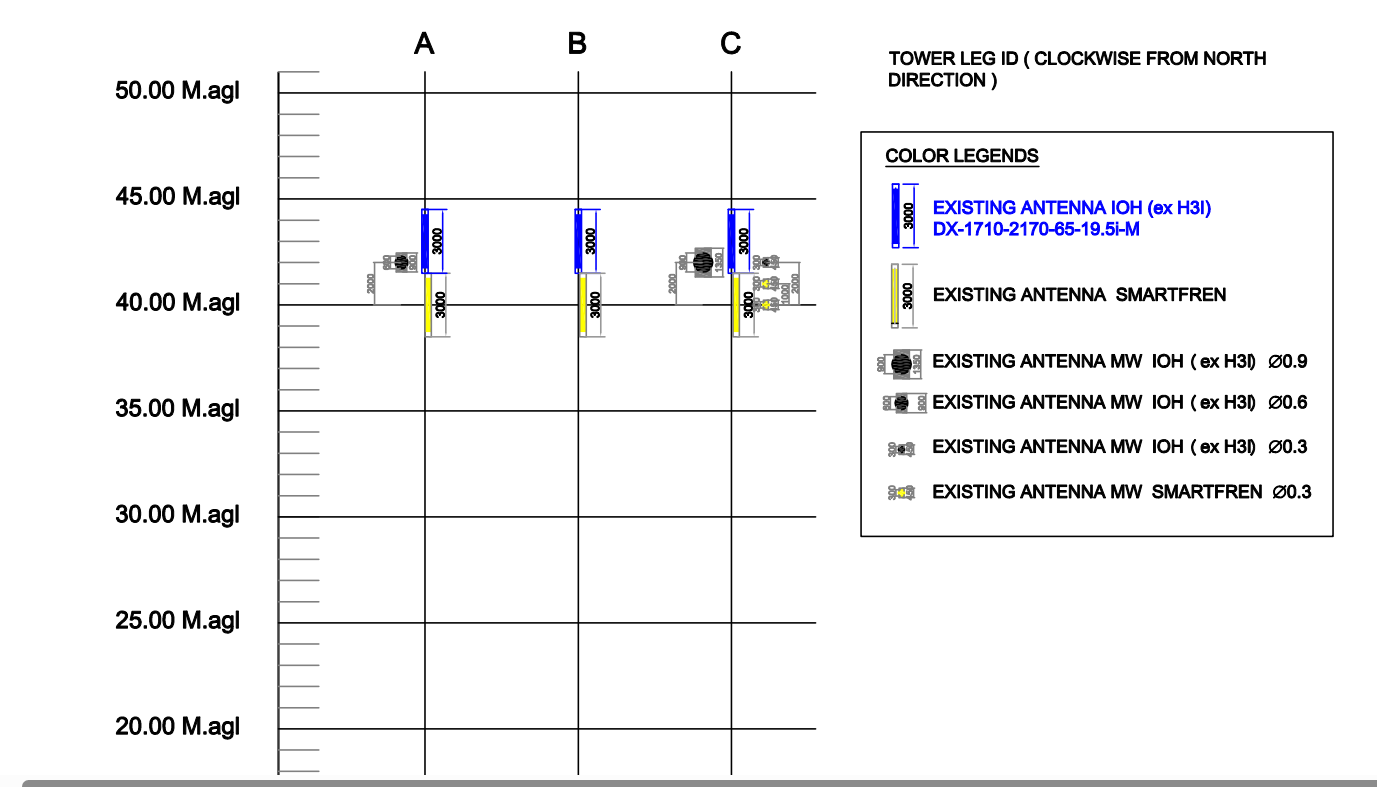 A B C
TOWER LEG ID ( CLOCKWISE FROM NORTH
DIRECTION )
50.00 M.agl
45.00 M.agl
40.00 M.agl
35.00 M.agl
30.00 M.agl
25.00 M.agl
20.00 M.agl
3000
3000
3000
3000
3000
3000
2000
900
2000
1350
300
2000
1000
COLOR LEGENDS
3000
EXISTING ANTENNA IOH (ex H3I)
DX-1710-2170-65-19.5i-M
3000
EXISTING ANTENNA SMARTFREN
900
1350
EXISTING ANTENNA MW IOH ( ex H3I) Ø0.9
600
900
EXISTING ANTENNA MW IOH ( ex H3I) Ø0.6
300
450
EXISTING ANTENNA MW IOH ( ex H3I) Ø0.3
300
450
EXISTING ANTENNA MW SMARTFREN Ø0.3